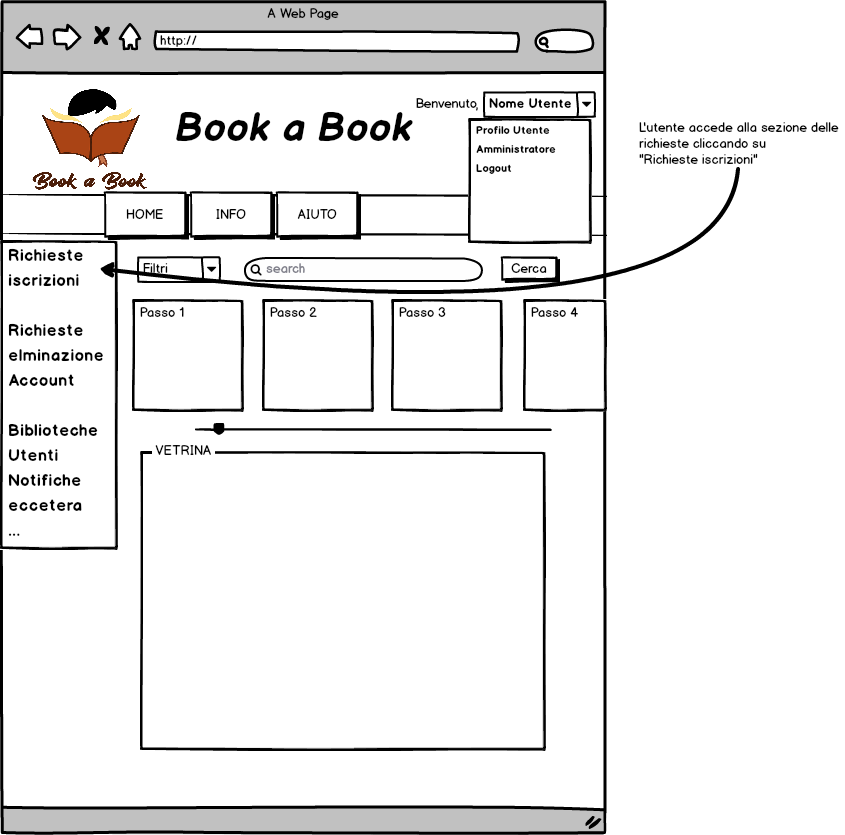 A Web Page
http://
Benvenuto,
Nome Utente
Book a Book
Book a Book
Profilo Utente
Amministratore
Logout
L'utente accede alla sezione delle
richieste cliccando su
"Richieste iscrizioni"
HOME
INFO
AIUTO
Richieste
iscrizioni
Richieste
elminazione
Account
Biblioteche
Utenti
Notifiche
eccetera
...
Filtri
search
Cerca
Passo 1
Passo 2
Passo 3
Passo 4
VETRINA